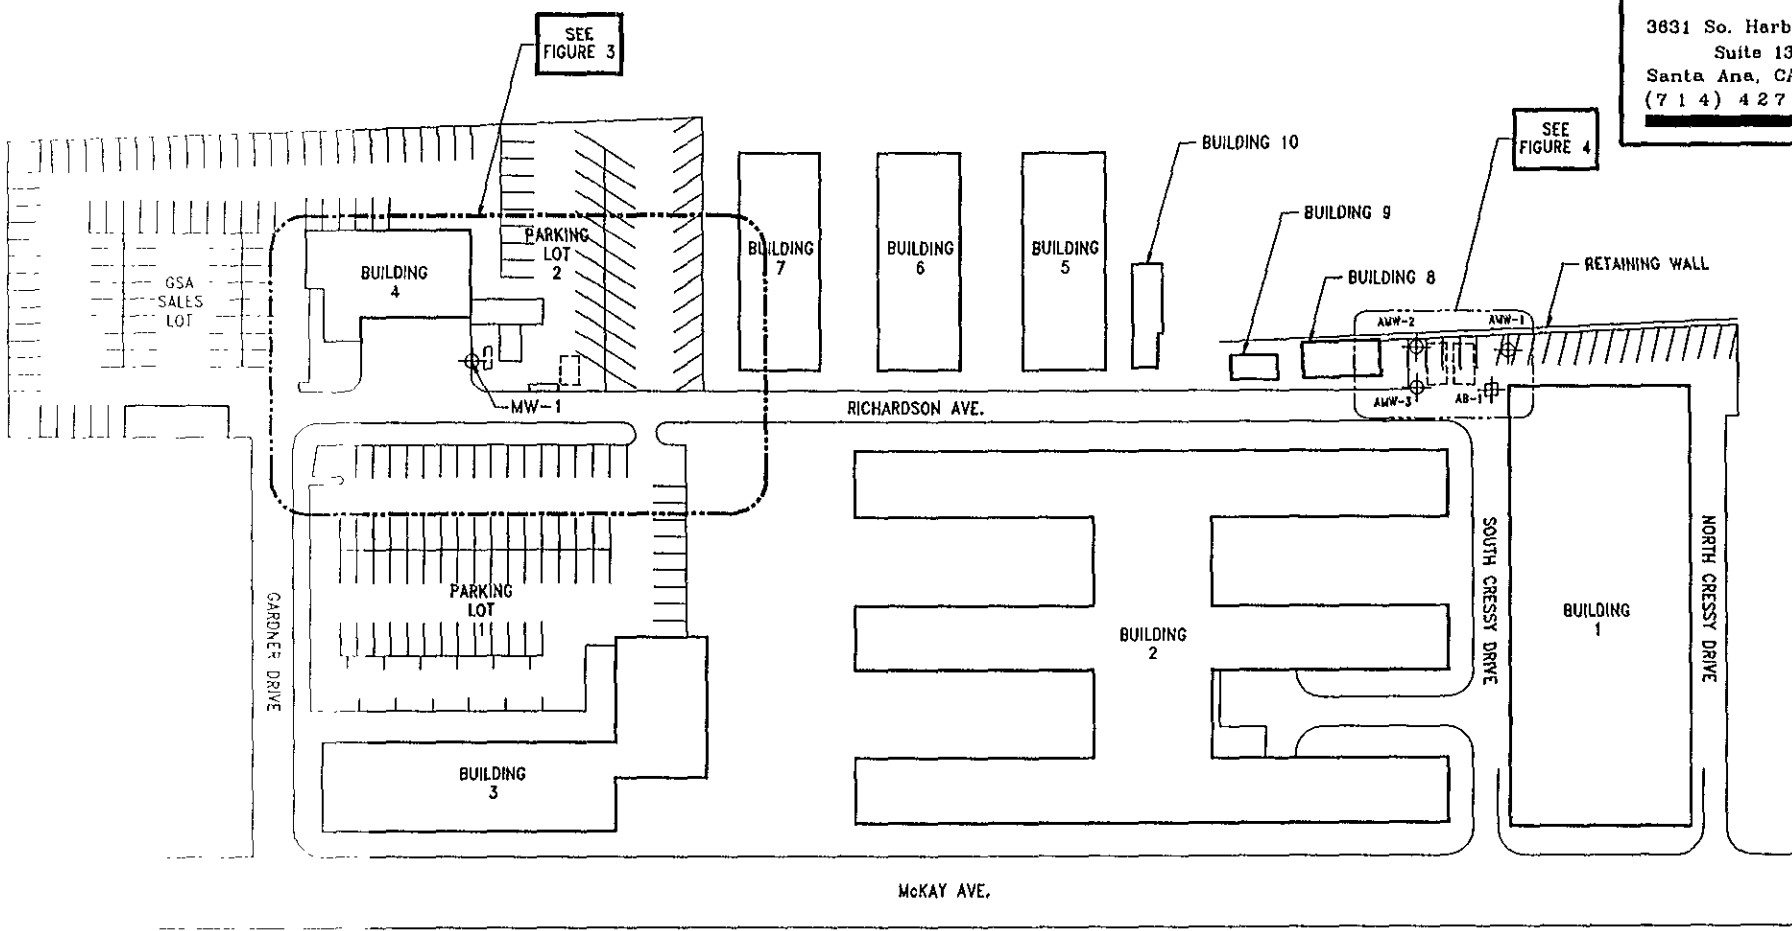 3631 So. Harb
Suite 13
Santa Ana, CA
(714) 427
SEE
FIGURE 3
SEE
FIGURE 4
BUILDING 10
BUILDING 9
BUILDING 8
RETAINING WALL
PARKING
LOT
2
BUILDING
7
BUILDING
6
BUILDING
5
BUILDING
4
GSA
SALES
LOT
AMW-2
AMW-1
AMW-3
AB-1
MW-1
RICHARDSON AVE.
PARKING
LOT
1
GARDNER DRIVE
SOUTH CRESSY DRIVE
NORTH CRESSY DRIVE
BUILDING
1
BUILDING
2
BUILDING
3
McKAY AVE.